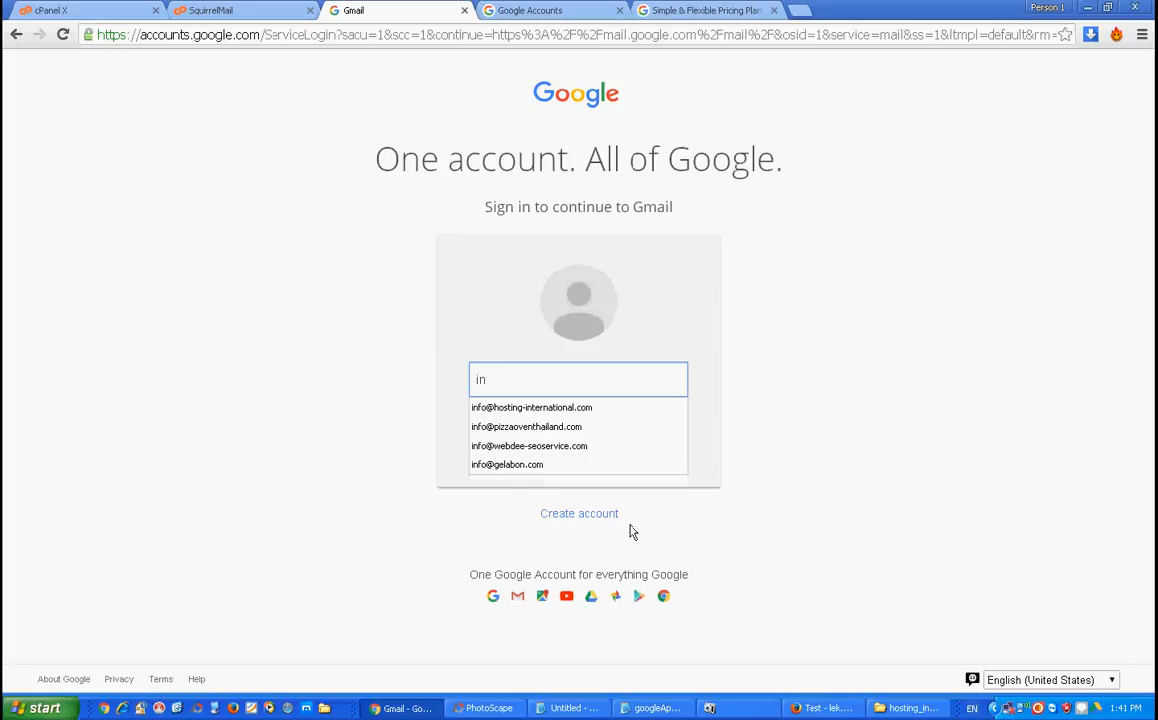 cPanel X
SquirrelMail
Gmail
Google Accounts
Simple & Flexible Pricing Plan
Person 1
https://accounts.google.com/ServiceLogin?sacu=1&scc=1&continue=https%3A%2F%2Fmail.google.com%2Fmail%2F&osid=1&service=mail&ss=1&ltmpl=default&rm=
Google
One account. All of Google.
Sign in to continue to Gmail
in
info@hosting-international.com
info@pizzaoventhailand.com
info@webdee-seoservice.com
info@gelabon.com
Create account
One Google Account for everything Google
About Google
Privacy
Terms
Help
English (United States)
start
Gmail - Go...
PhotoScape
Untitled - ...
googleAp...
Test - lek....
hosting_in...
EN
1:41 PM